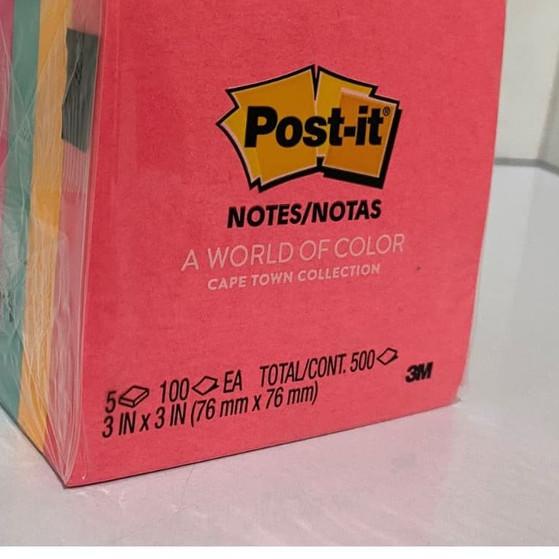 Post-it®
NOTES/NOTAS
A WORLD OF COLOR
CAPE TOWN COLLECTION
5 100 EA TOTAL/CONT. 500
3 IN x 3 IN (76 mm x 76 mm)
3M